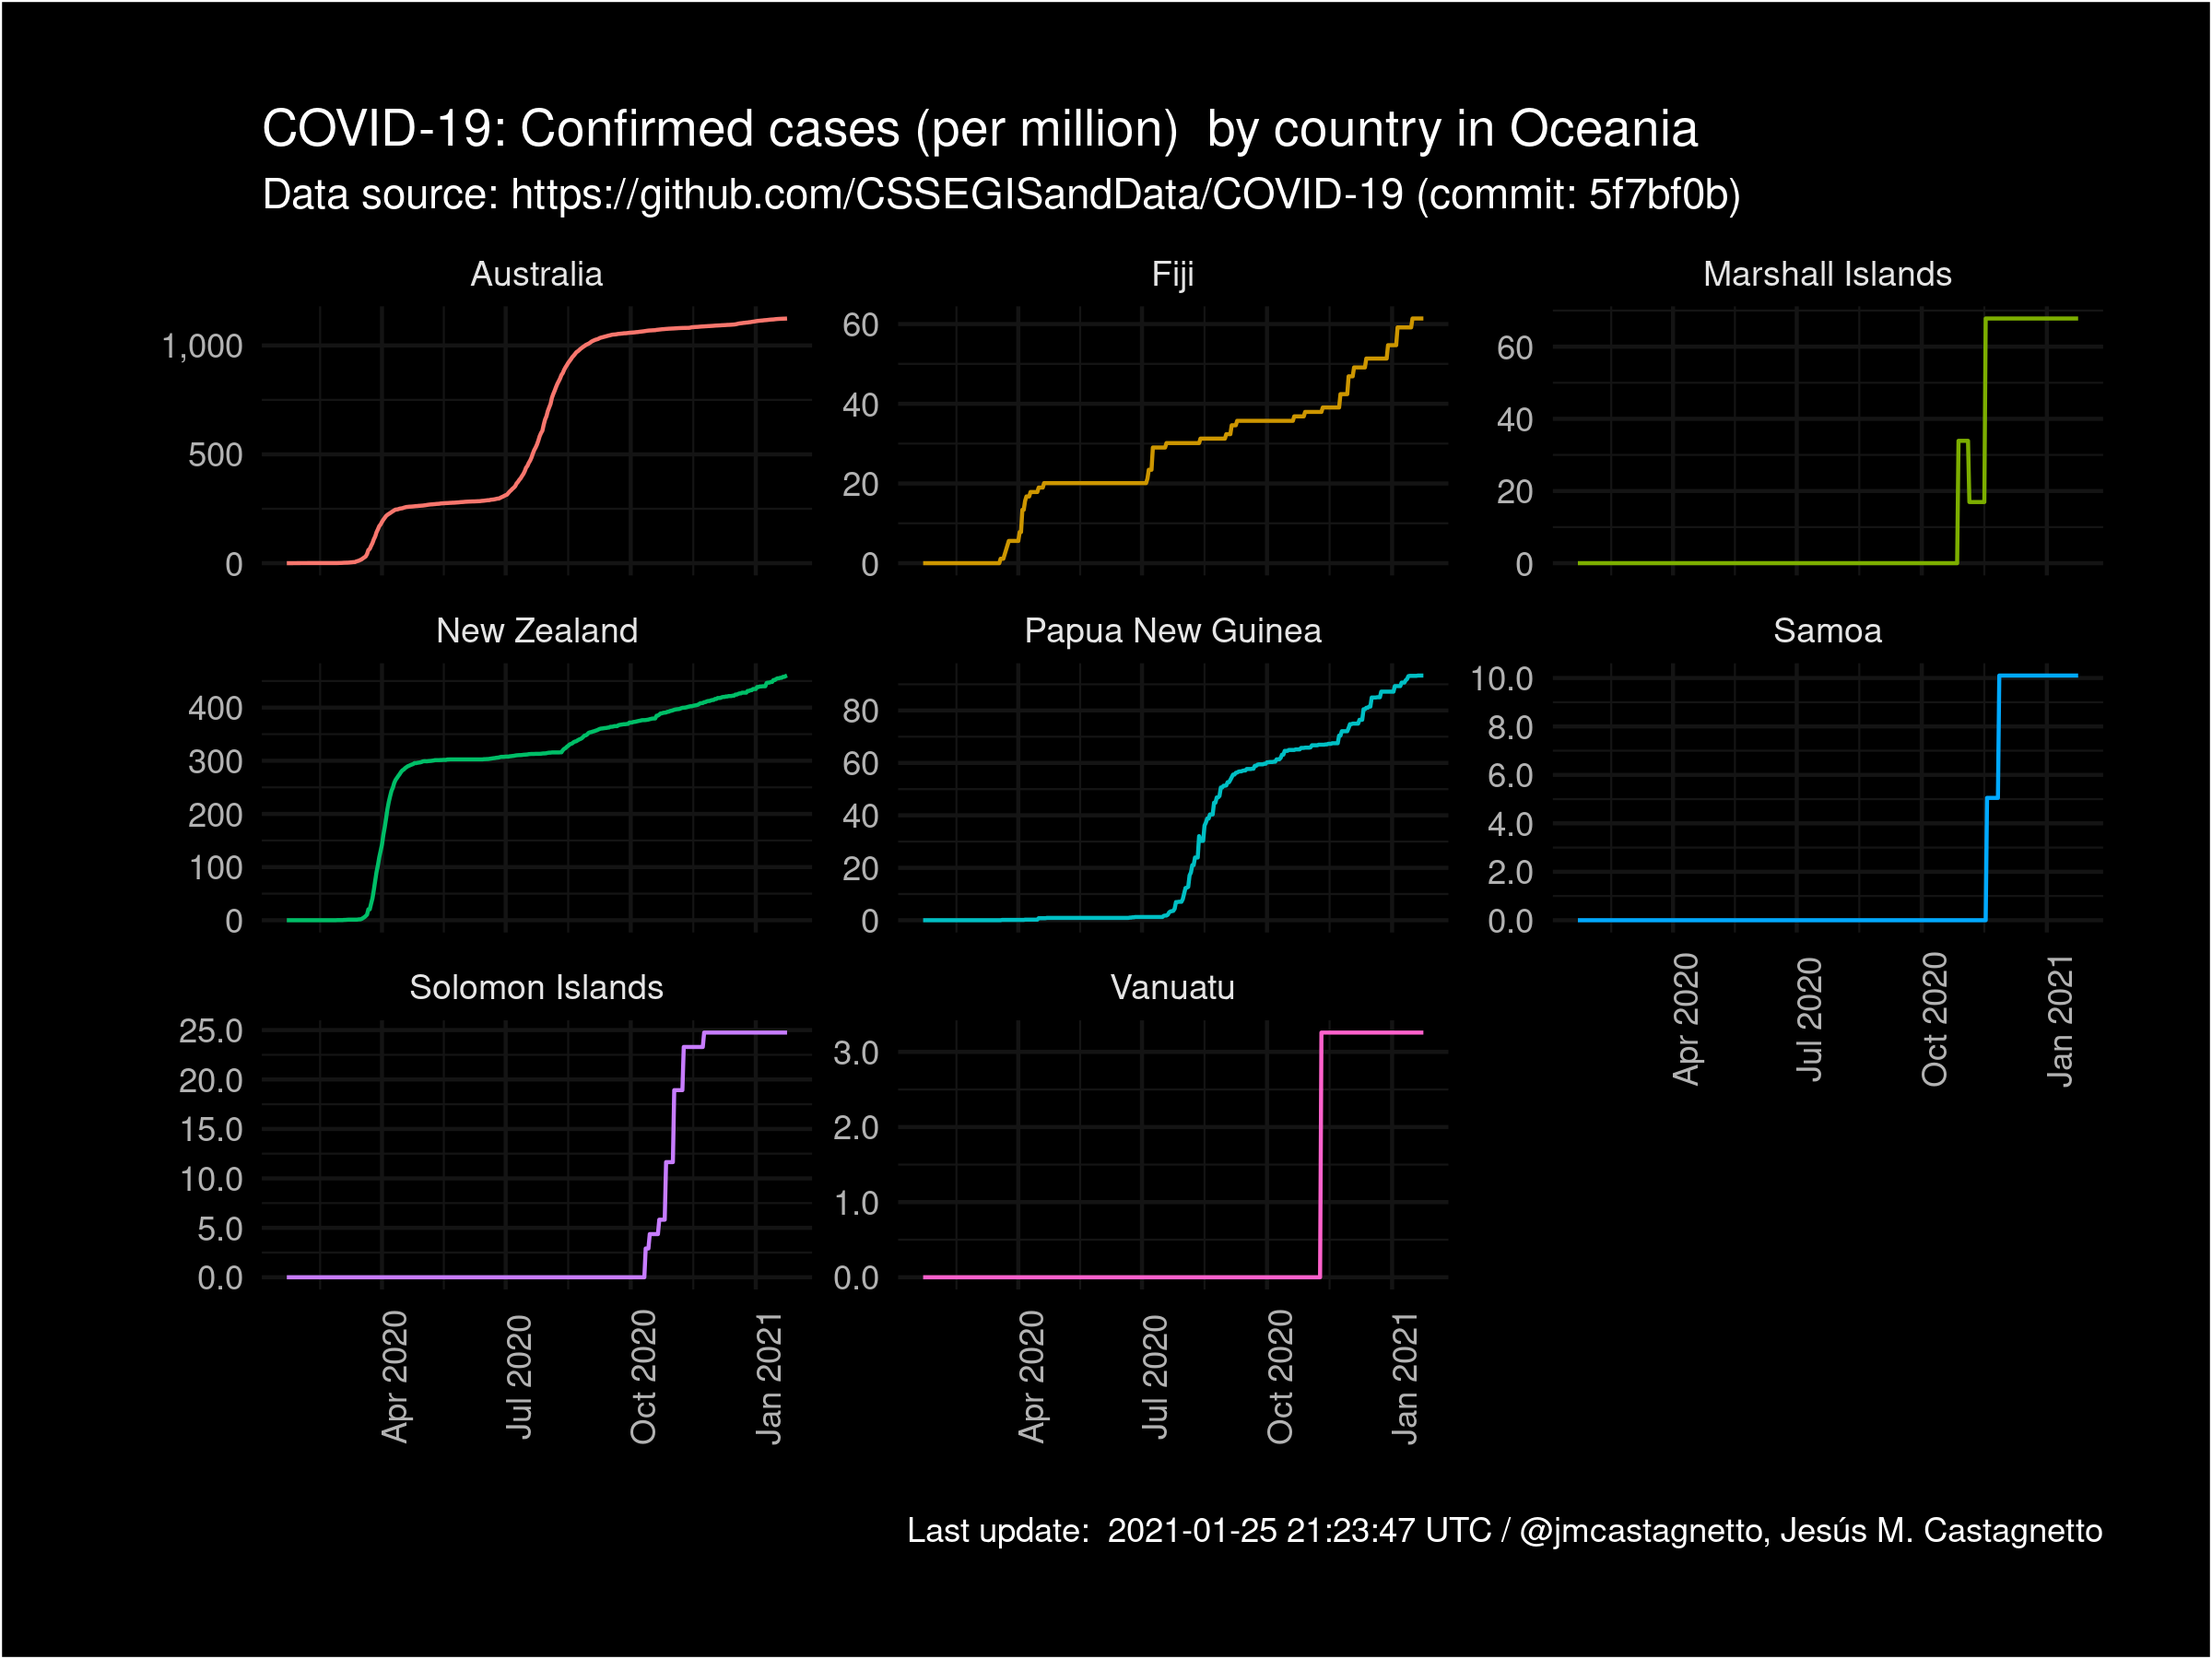 COVID-19: Confirmed cases (per million)  by country in Oceania
Data source: https://github.com/CSSEGISandData/COVID-19 (commit: 5f7bf0b)
Australia
1,000
500
0
Fiji
60
40
20
0
Marshall Islands
60
40
20
0
New Zealand
400
300
200
100
0
Papua New Guinea
80
60
40
20
0
Samoa
10.0
8.0
6.0
4.0
2.0
0.0
Apr 2020
Jul 2020
Oct 2020
Jan 2021
Solomon Islands
25.0
20.0
15.0
10.0
5.0
0.0
Apr 2020
Jul 2020
Oct 2020
Jan 2021
Vanuatu
3.0
2.0
1.0
0.0
Apr 2020
Jul 2020
Oct 2020
Jan 2021
Last update:  2021-01-25 21:23:47 UTC / @jmcastagnetto, Jesús M. Castagnetto